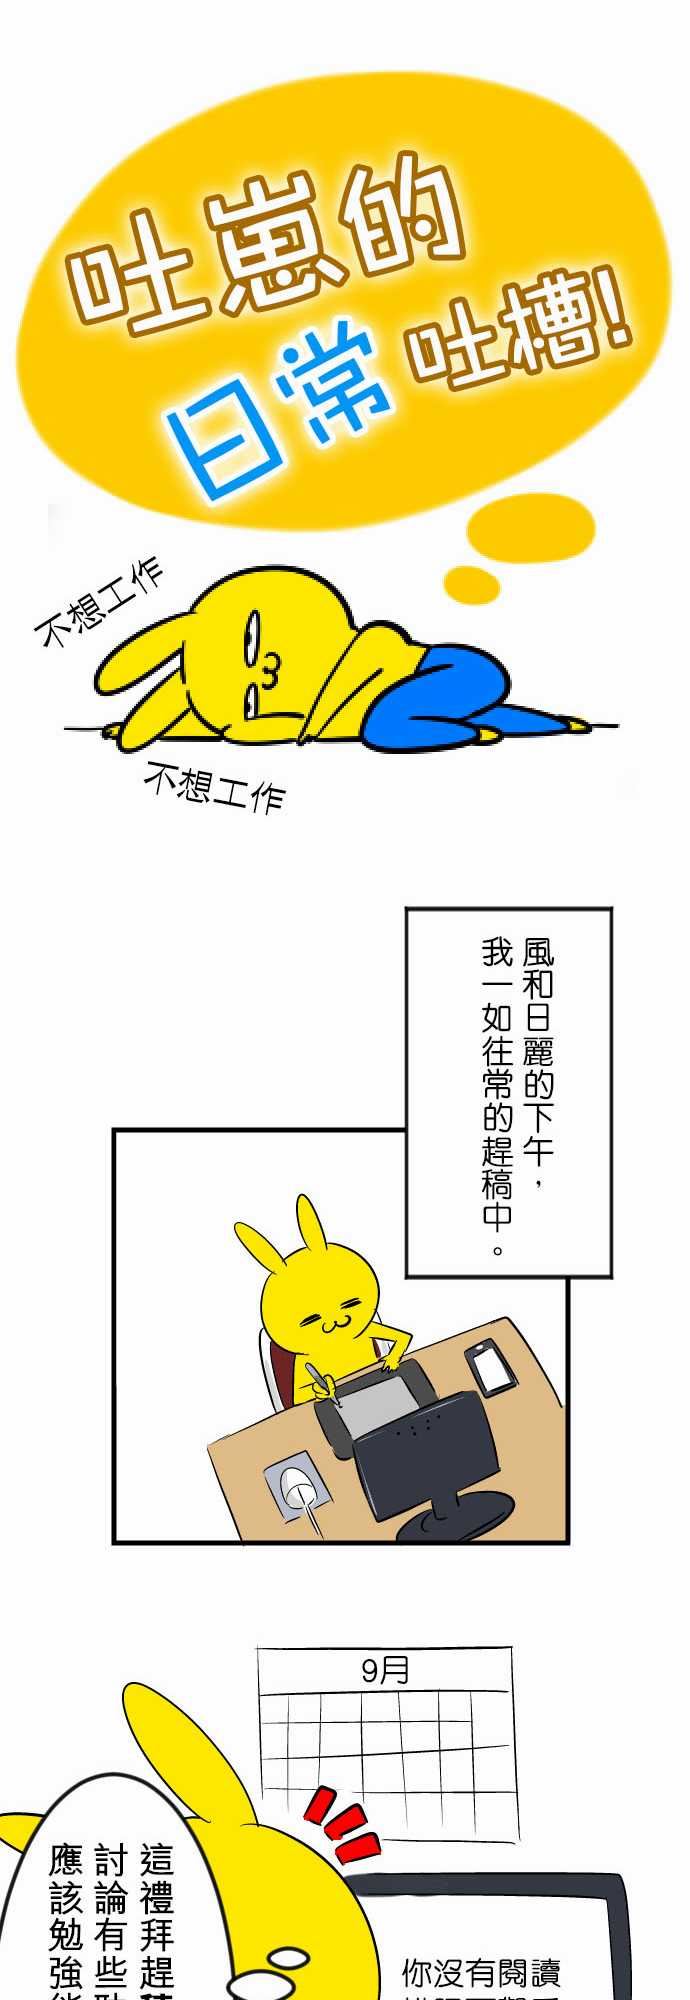 吐崽的
日常吐槽!
不想工作
不想工作
風和日麗的下午，
我一如往常的趕稿中。
9月
這禮拜趕
討論有些
應該勉強
你沒有閱讀